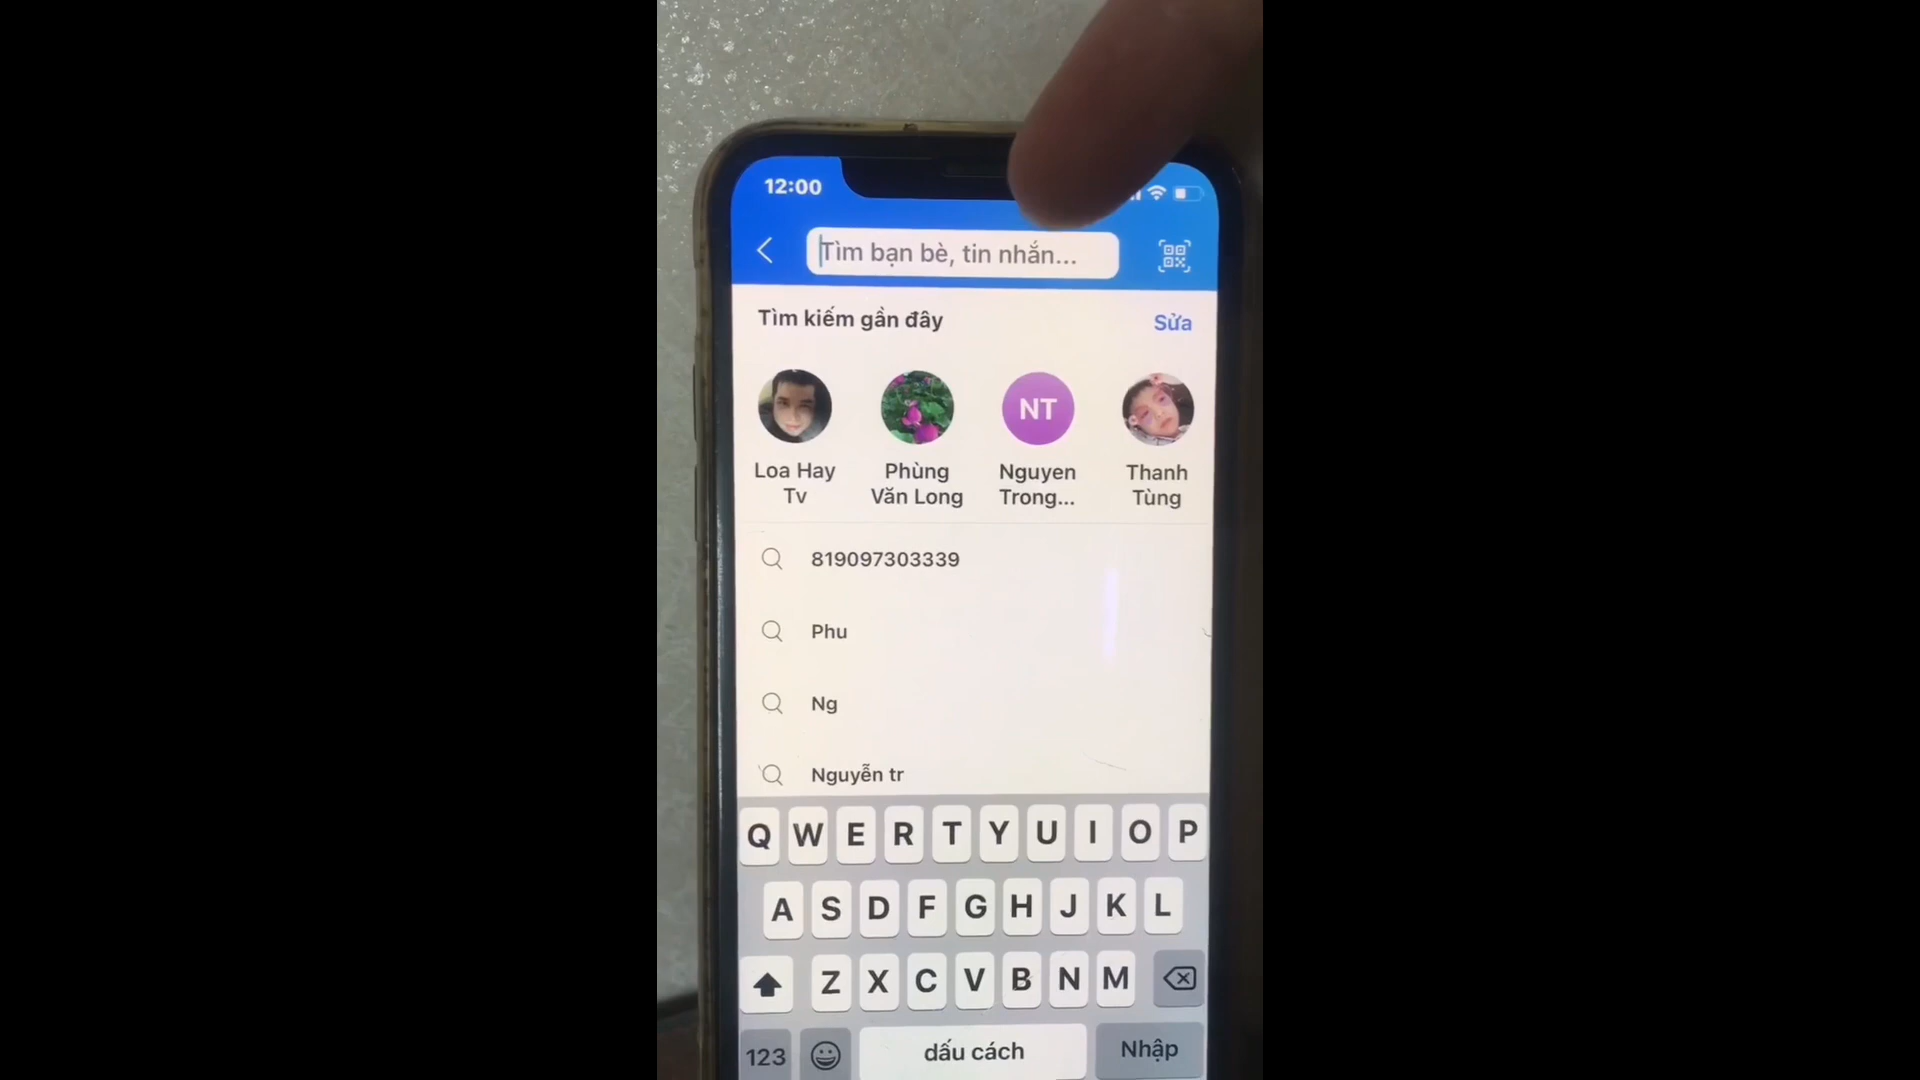 12:00
Tìm bạn bè, tin nhắn...
Tìm kiếm gần đây
Sửa
NT
Loa Hay Tv
Phùng Văn Long
Nguyen Trong...
Thanh Tùng
819097303339
Phu
Ng
Nguyễn tr
Q W E R T Y U I O P
A S D F G H J K L
Z X C V B N M
123 dấu cách Nhập